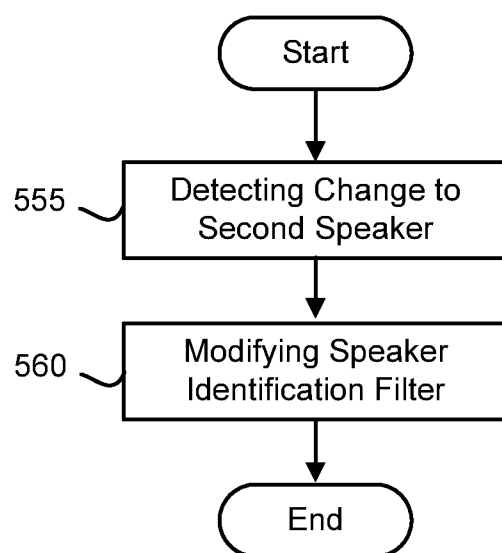 Start
555
Detecting Change to
Second Speaker
560
Modifying Speaker
Identification Filter
End